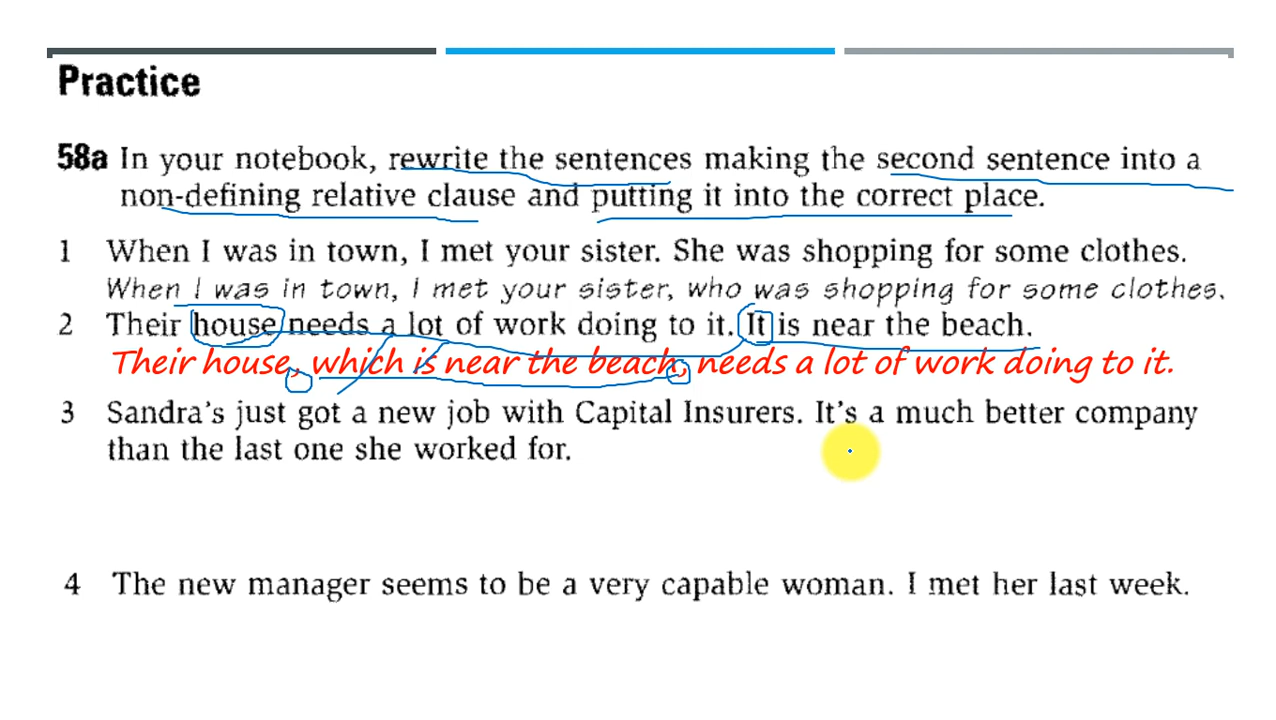 Practice
58a In your notebook, rewrite the sentences making the second sentence into a
non-defining relative clause and putting it into the correct place.
1 When I was in town, I met your sister. She was shopping for some clothes.
When I was in town, I met your sister, who was shopping for some clothes.
2 Their house needs a lot of work doing to it. It is near the beach.
Their house, which is near the beach, needs a lot of work doing to it.
3 Sandra's just got a new job with Capital Insurers. It's a much better company
than the last one she worked for.
4 The new manager seems to be a very capable woman. I met her last week.